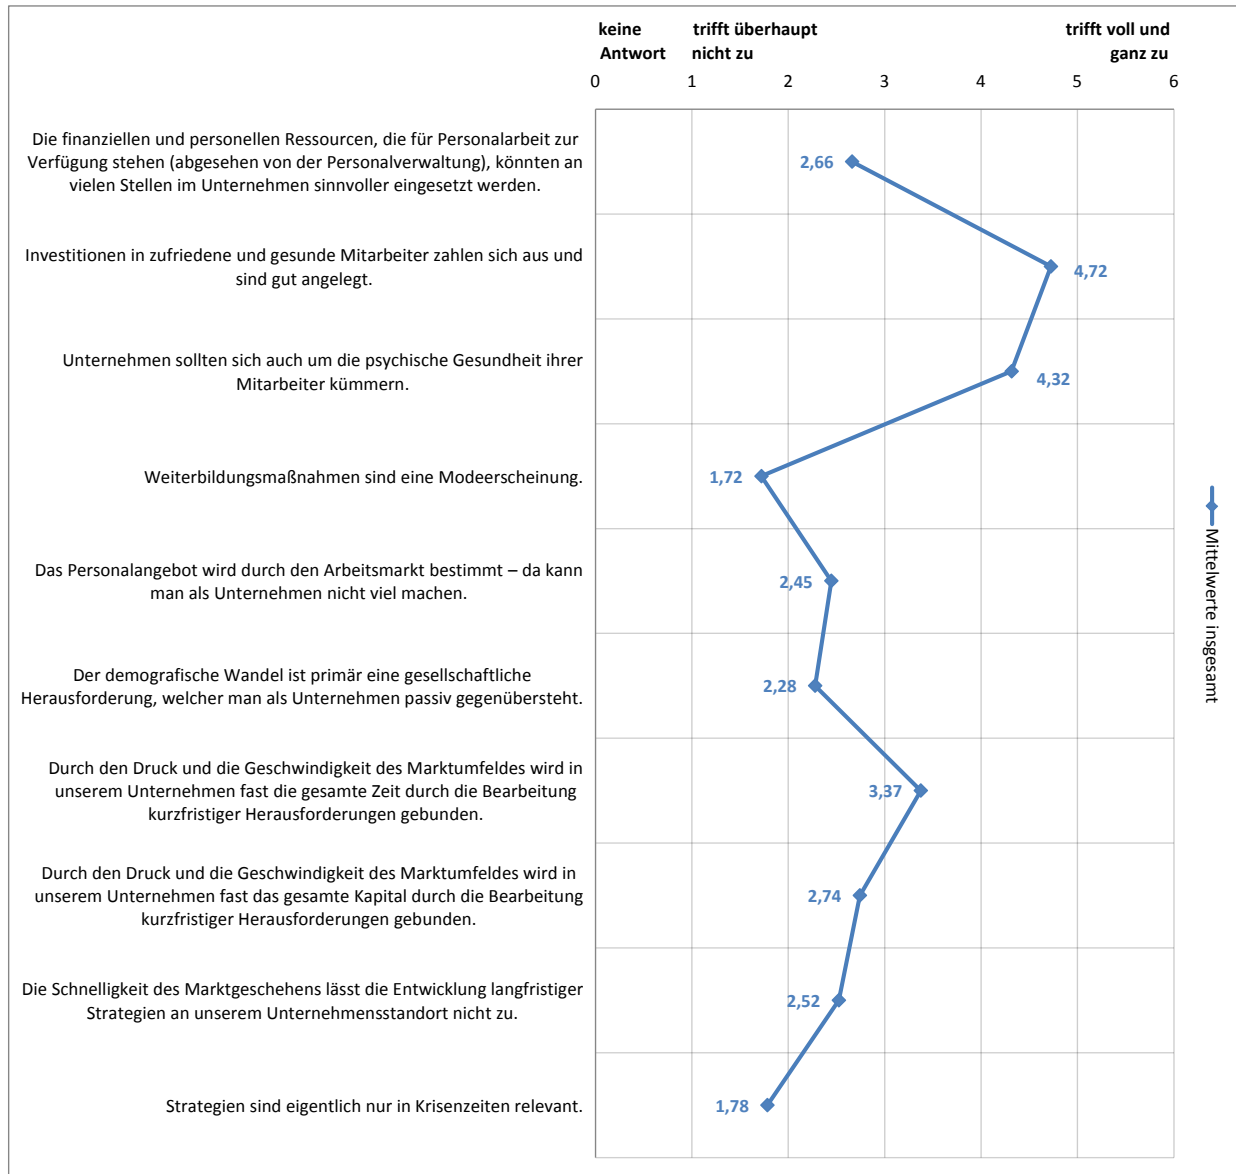 keine Antwort
trifft überhaupt nicht zu
trifft voll und ganz zu
0 1 2 3 4 5 6
Die finanziellen und personellen Ressourcen, die für Personalarbeit zur
Verfügung stehen (abgesehen von der Personalverwaltung), könnten an
vielen Stellen im Unternehmen sinnvoller eingesetzt werden.
2,66
Investitionen in zufriedene und gesunde Mitarbeiter zahlen sich aus und
sind gut angelegt.
4,72
Unternehmen sollten sich auch um die psychische Gesundheit ihrer
Mitarbeiter kümmern.
4,32
Weiterbildungsmaßnahmen sind eine Modeerscheinung.
1,72
Das Personalangebot wird durch den Arbeitsmarkt bestimmt – da kann
man als Unternehmen nicht viel machen.
2,45
Der demografische Wandel ist primär eine gesellschaftliche
Herausforderung, welcher man als Unternehmen passiv gegenübersteht.
2,28
Durch den Druck und die Geschwindigkeit des Marktumfeldes wird in
unserem Unternehmen fast die gesamte Zeit durch die Bearbeitung
kurzfristiger Herausforderungen gebunden.
3,37
Durch den Druck und die Geschwindigkeit des Marktumfeldes wird in
unserem Unternehmen fast das gesamte Kapital durch die Bearbeitung
kurzfristiger Herausforderungen gebunden.
2,74
Die Schnelligkeit des Marktgeschehens lässt die Entwicklung langfristiger
Strategien an unserem Unternehmensstandort nicht zu.
2,52
Strategien sind eigentlich nur in Krisenzeiten relevant.
1,78
Mittelwerte insgesamt